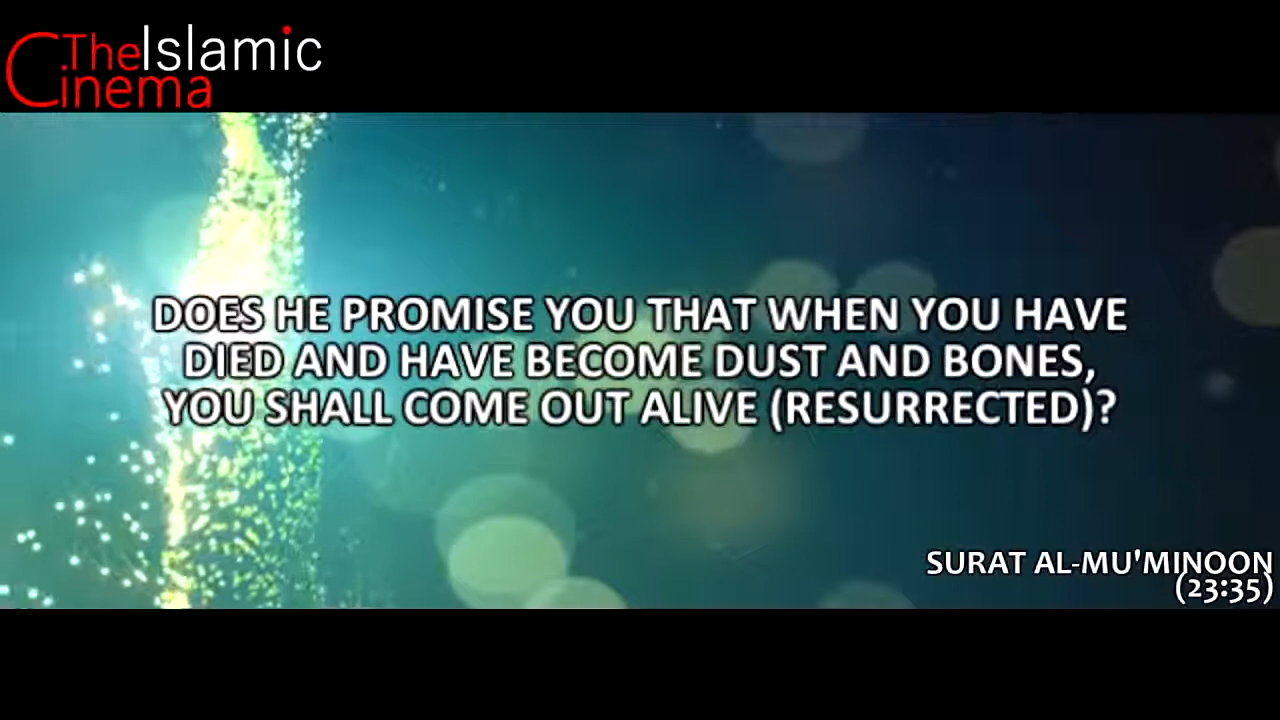 TheIslamic
Cinema
DOES HE PROMISE YOU THAT WHEN YOU HAVE
DIED AND HAVE BECOME DUST AND BONES,
YOU SHALL COME OUT ALIVE (RESURRECTED)?
SURAT AL-MU'MINOON
(23:35)